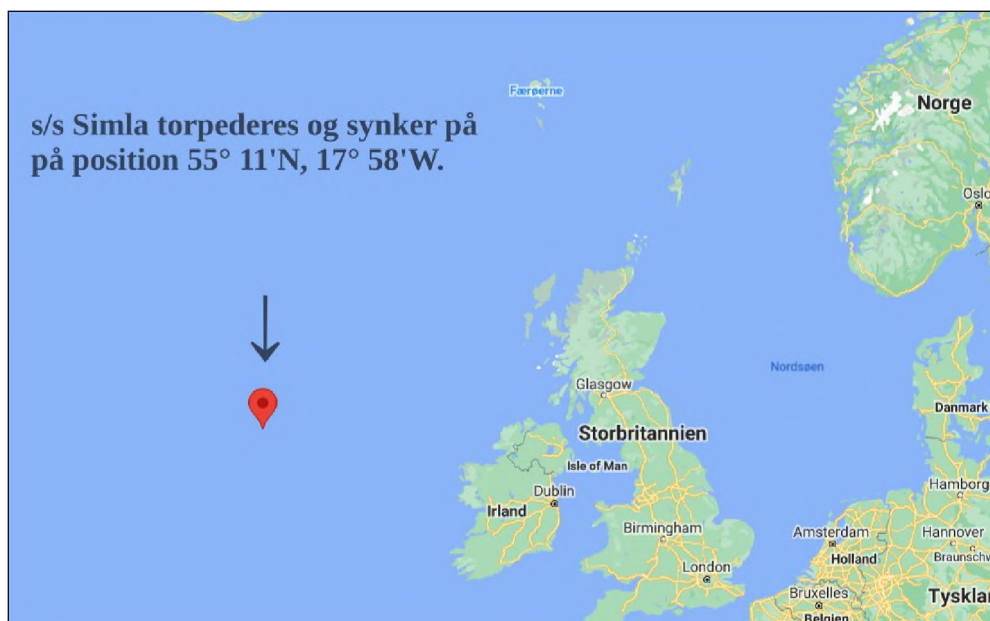 Færøerne
Norge
s/s Simla torpederes og synker på
på position 55° 11'N, 17° 58'W.
Oslo
Nordsøen
Glasgow
Danmark
Storbritannien
Isle of Man
Hamborg
Dublin
Irland
Birmingham
Amsterdam
Hannover
Holland
Braunschw
London
Bruxelles
Tysklan
Belgien